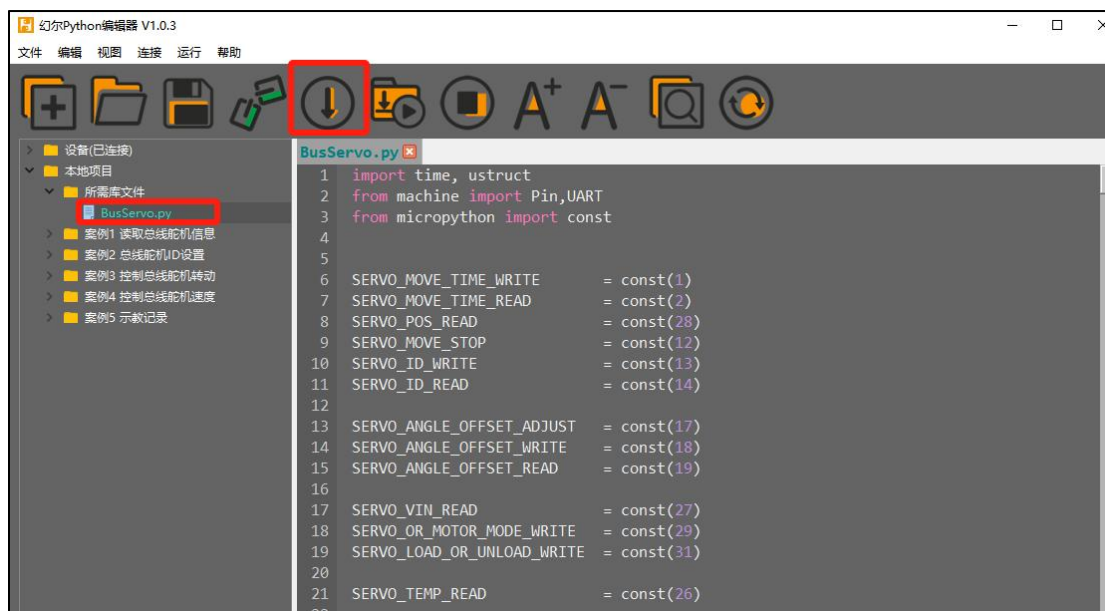 幻尔Python编辑器 V1.0.3
文件 编辑 视图 连接 运行 帮助
设备(已连接)
本地项目
所需库文件
BusServo.py
案例1 读取总线舵机信息
案例2 总线舵机ID设置
案例3 控制总线舵机转动
案例4 控制总线舵机速度
案例5 示教记录
BusServo.py
1 import time, ustruct
2 from machine import Pin,UART
3 from micropython import const
4
5
6 SERVO_MOVE_TIME_WRITE = const(1)
7 SERVO_MOVE_TIME_READ = const(2)
8 SERVO_POS_READ = const(28)
9 SERVO_MOVE_STOP = const(12)
10 SERVO_ID_WRITE = const(13)
11 SERVO_ID_READ = const(14)
12
13 SERVO_ANGLE_OFFSET_ADJUST = const(17)
14 SERVO_ANGLE_OFFSET_WRITE = const(18)
15 SERVO_ANGLE_OFFSET_READ = const(19)
16
17 SERVO_VIN_READ = const(27)
18 SERVO_OR_MOTOR_MODE_WRITE = const(29)
19 SERVO_LOAD_OR_UNLOAD_WRITE = const(31)
20
21 SERVO_TEMP_READ = const(26)